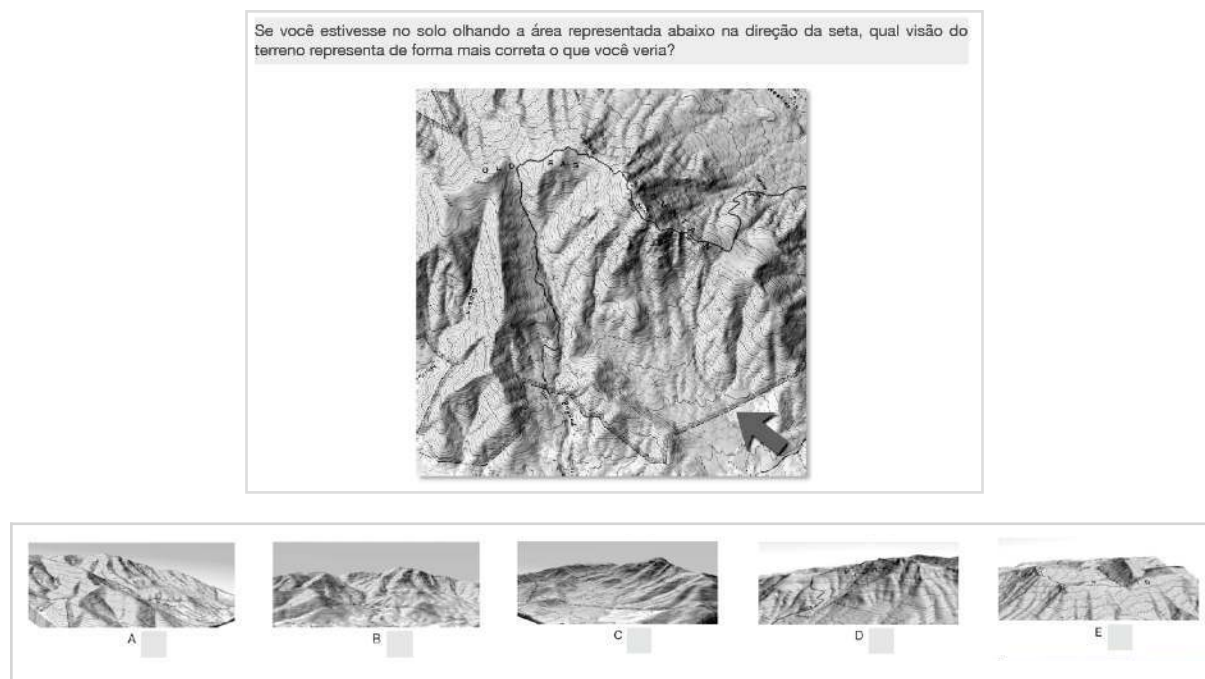 Se você estivesse no solo olhando a área representada abaixo na direção da seta, qual visão do
terreno representa de forma mais correta o que você veria?
A
B
C
D
E